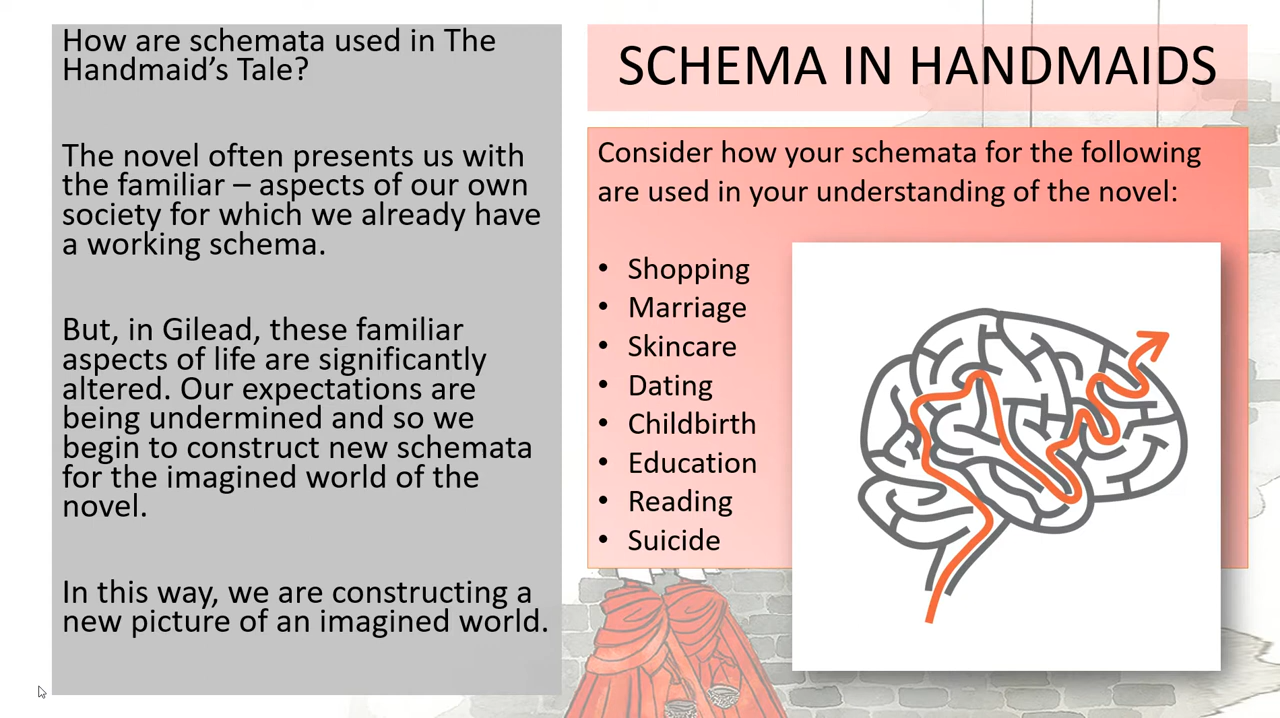 How are schemata used in The
Handmaid’s Tale?
The novel often presents us with
the familiar – aspects of our own
society for which we already have
a working schema.
But, in Gilead, these familiar
aspects of life are significantly
altered. Our expectations are
being undermined and so we
begin to construct new schemata
for the imagined world of the
novel.
In this way, we are constructing a
new picture of an imagined world.
SCHEMA IN HANDMAIDS
Consider how your schemata for the following
are used in your understanding of the novel:
• Shopping
• Marriage
• Skincare
• Dating
• Childbirth
• Education
• Reading
• Suicide